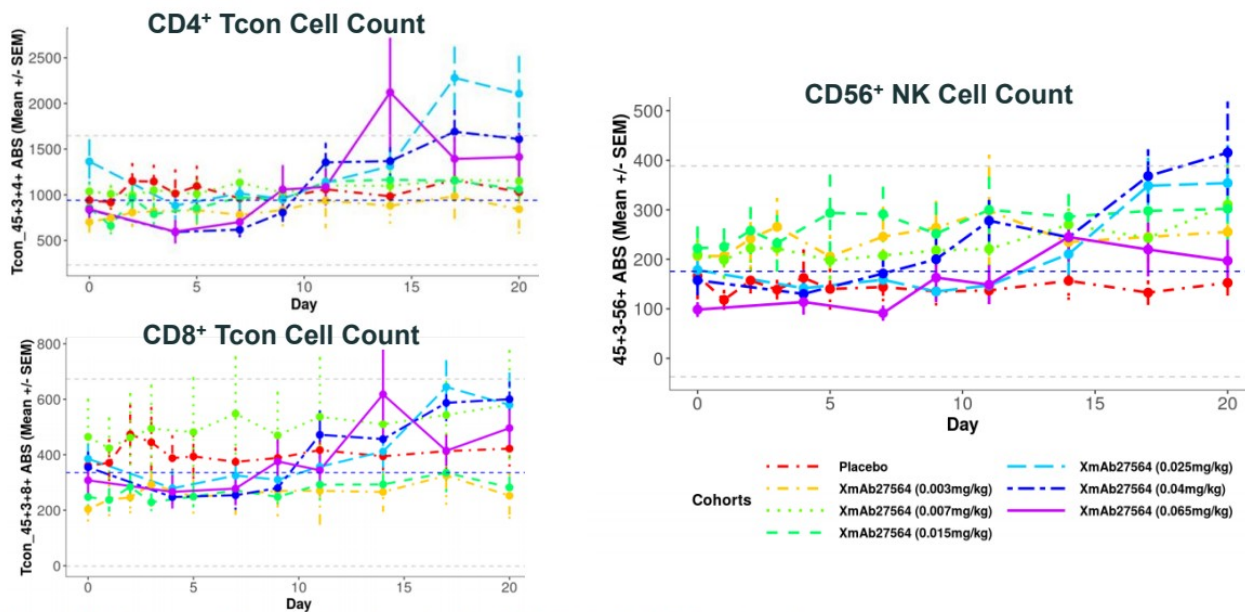 CD4⁺ Tcon Cell Count
Tcon_45+3+4+ ABS (Mean +/- SEM)
2500
2000
1500
1000
500
0
5
10
15
20
Day
CD8⁺ Tcon Cell Count
Tcon_45+3+8+ ABS (Mean +/- SEM)
800
600
400
200
0
0
5
10
15
20
Day
CD56⁺ NK Cell Count
45+3-56+ ABS (Mean +/- SEM)
500
400
300
200
100
0
0
5
10
15
20
Day
Cohorts
Placebo
XmAb27564 (0.003mg/kg)
XmAb27564 (0.007mg/kg)
XmAb27564 (0.015mg/kg)
XmAb27564 (0.025mg/kg)
XmAb27564 (0.04mg/kg)
XmAb27564 (0.065mg/kg)